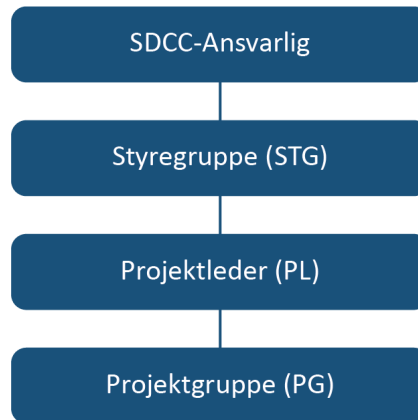 SDCC-Ansvarlig
Styregruppe (STG)
Projektleder (PL)
Projektgruppe (PG)